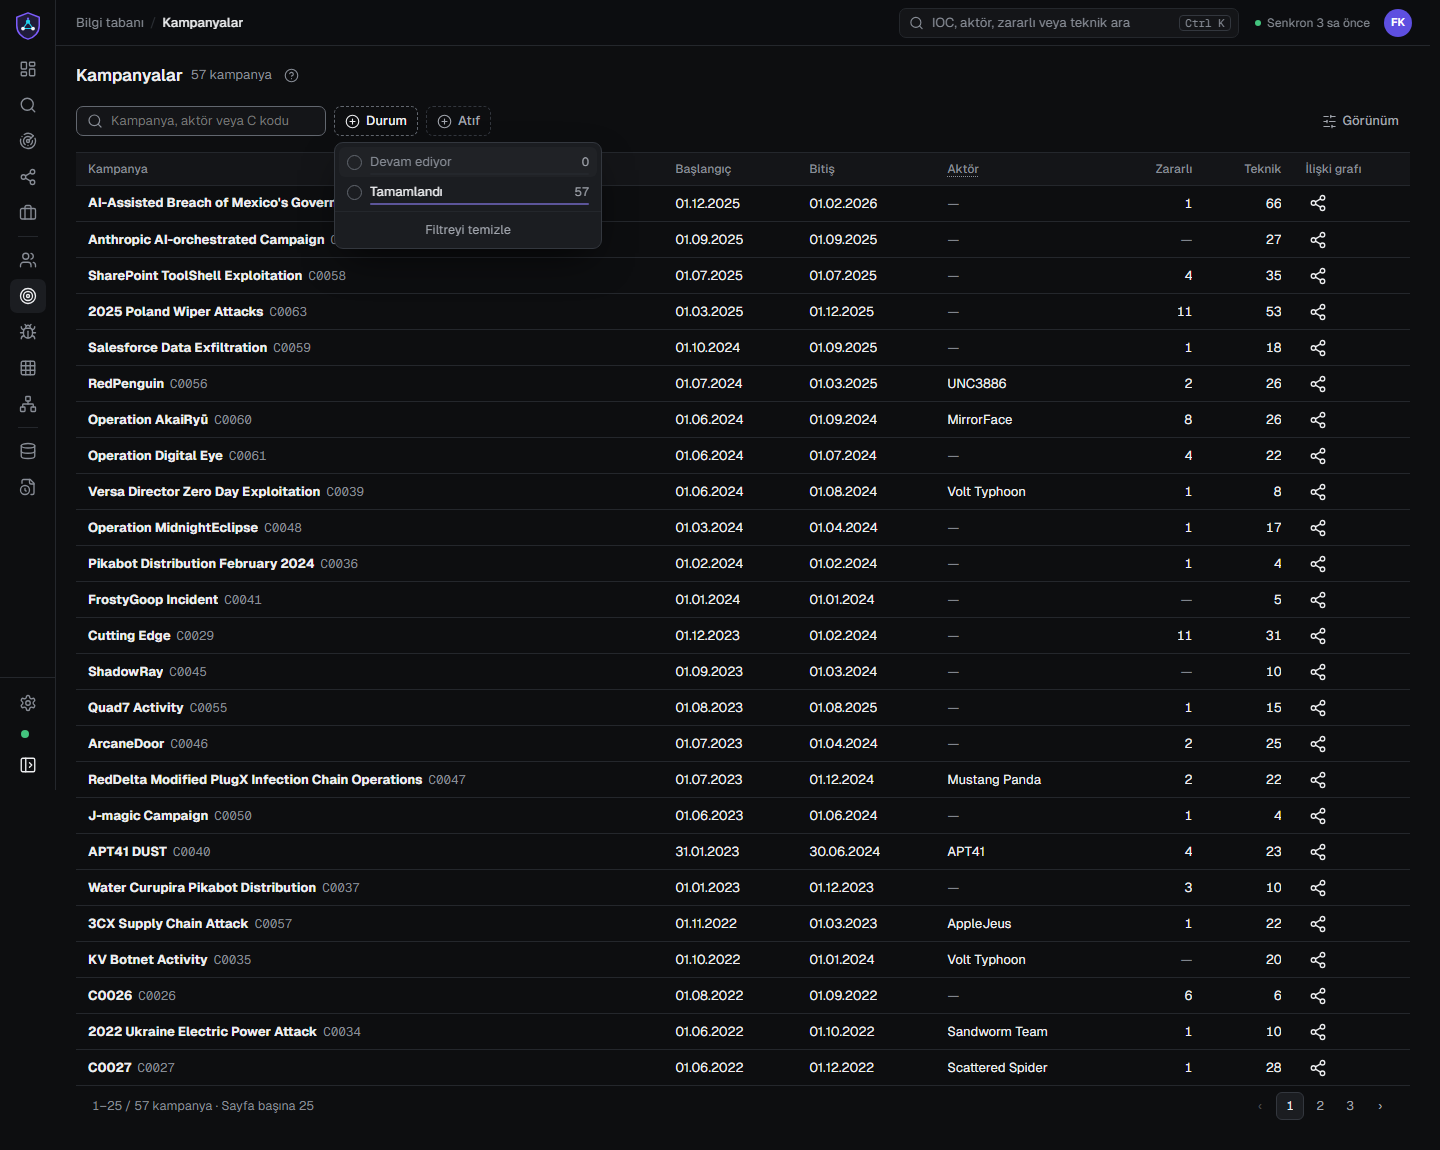 Bilgi tabanı / Kampanyalar
IOC, aktör, zararlı veya teknik ara
Ctrl K
Senkron 3 sa önce
FK
Kampanyalar 57 kampanya
Kampanya, aktör veya C kodu
Durum
Atıf
Görünüm
Devam ediyor 0
Tamamlandı 57
Filtreyi temizle
Kampanya Başlangıç Bitiş Aktör Zararlı Teknik İlişki grafı
AI-Assisted Breach of Mexico's 01.12.2025 01.02.2026 — 1 66
Anthropic AI-orchestrated Campaign 01.09.2025 01.09.2025 — — 27
SharePoint ToolShell Exploitation C0058 01.07.2025 01.07.2025 — 4 35
2025 Poland Wiper Attacks C0063 01.03.2025 01.12.2025 — 11 53
Salesforce Data Exfiltration C0059 01.10.2024 01.09.2025 — 1 18
RedPenguin C0056 01.07.2024 01.03.2025 UNC3886 2 26
Operation AkaiRyū C0060 01.06.2024 01.09.2024 MirrorFace 8 26
Operation Digital Eye C0061 01.06.2024 01.07.2024 — 4 22
Versa Director Zero Day Exploitation C0039 01.06.2024 01.08.2024 Volt Typhoon 1 8
Operation MidnightEclipse C0048 01.03.2024 01.04.2024 — 1 17
Pikabot Distribution February 2024 C0036 01.02.2024 01.02.2024 — 1 4
FrostyGoop Incident C0041 01.01.2024 01.01.2024 — — 5
Cutting Edge C0029 01.12.2023 01.02.2024 — 11 31
ShadowRay C0045 01.09.2023 01.03.2024 — — 10
Quad7 Activity C0055 01.08.2023 01.08.2025 — 1 15
ArcaneDoor C0046 01.07.2023 01.04.2024 — 2 25
RedDelta Modified PlugX Infection Chain Operations C0047 01.07.2023 01.12.2024 Mustang Panda 2 22
J-magic Campaign C0050 01.06.2023 01.06.2024 — 1 4
APT41 DUST C0040 31.01.2023 30.06.2024 APT41 4 23
Water Curupira Pikabot Distribution C0037 01.01.2023 01.12.2023 — 3 10
3CX Supply Chain Attack C0057 01.11.2022 01.03.2023 AppleJeus 1 22
KV Botnet Activity C0035 01.10.2022 01.01.2024 Volt Typhoon — 20
C0026 C0026 01.08.2022 01.09.2022 — 6 6
2022 Ukraine Electric Power Attack C0034 01.06.2022 01.10.2022 Sandworm Team 1 10
C0027 C0027 01.06.2022 01.12.2022 Scattered Spider 1 28
1–25 / 57 kampanya · Sayfa başına 25
‹ 1 2 3 ›